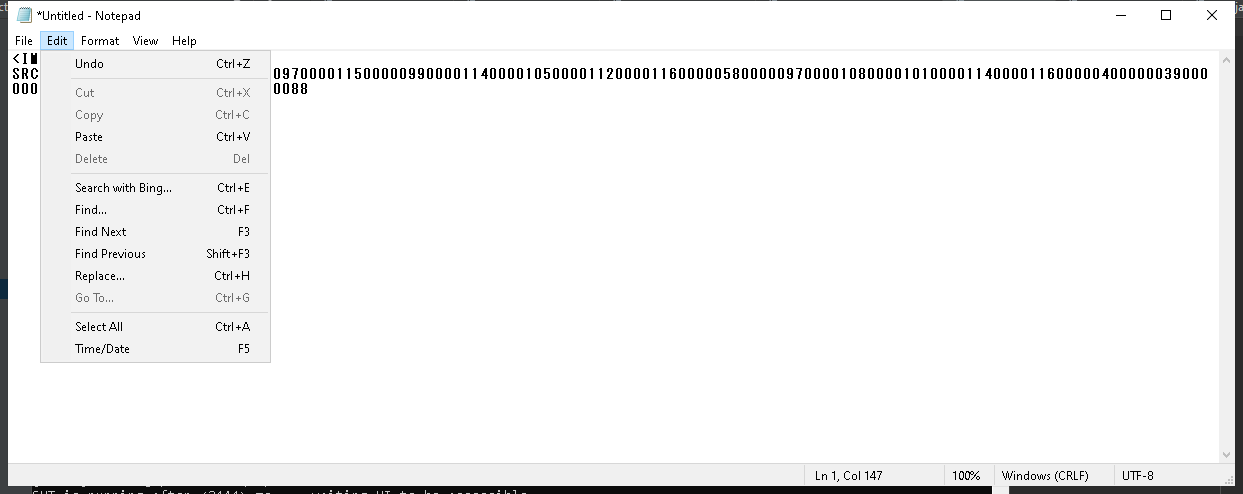 *Untitled - Notepad
File Edit Format View Help
<IM
SRC 09700001150000099000011400001050000112000011600000580000097000010800001010000114000011600000400000039000
000 0088
Undo Ctrl+Z
Cut Ctrl+X
Copy Ctrl+C
Paste Ctrl+V
Delete Del
Search with Bing... Ctrl+E
Find... Ctrl+F
Find Next F3
Find Previous Shift+F3
Replace... Ctrl+H
Go To... Ctrl+G
Select All Ctrl+A
Time/Date F5
Ln 1, Col 147 100% Windows (CRLF) UTF-8